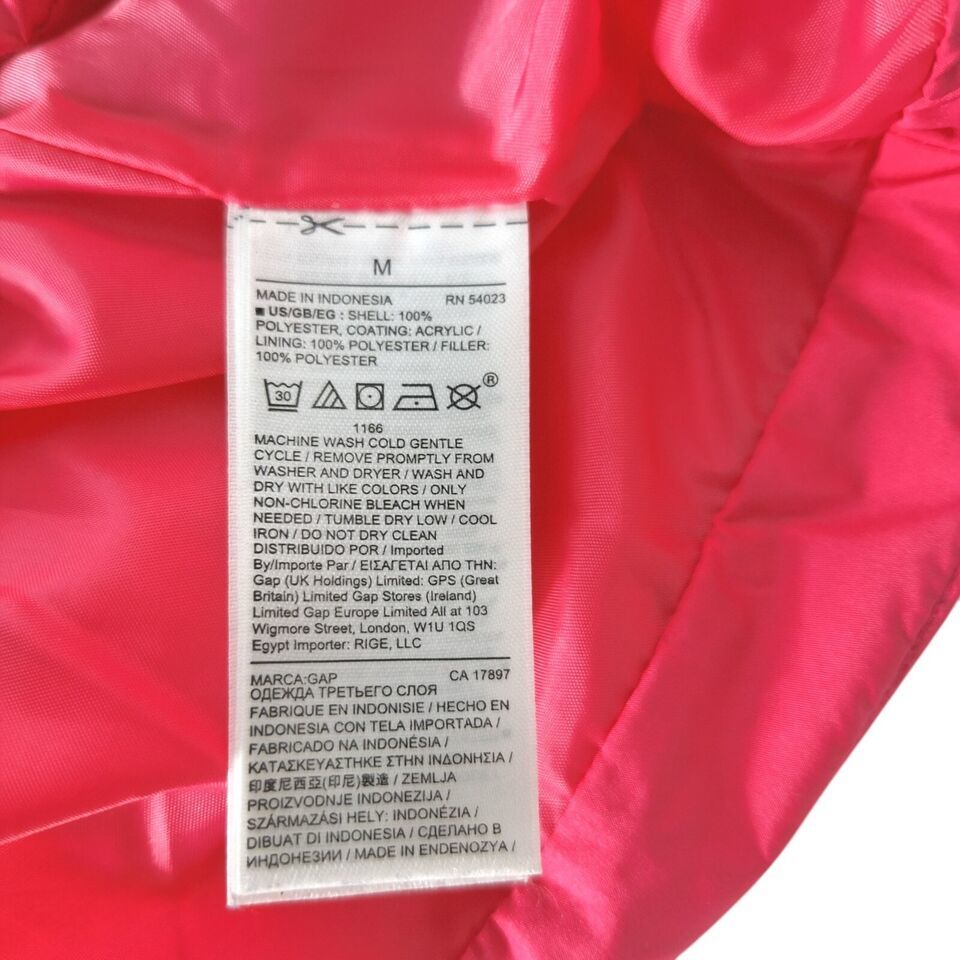 M
MADE IN INDONESIA RN 54023
■ US/GB/EG : SHELL: 100%
POLYESTER, COATING: ACRYLIC /
LINING: 100% POLYESTER / FILLER:
100% POLYESTER
30 ®
1166
MACHINE WASH COLD GENTLE
CYCLE / REMOVE PROMPTLY FROM
WASHER AND DRYER / WASH AND
DRY WITH LIKE COLORS / ONLY
NON-CHLORINE BLEACH WHEN
NEEDED / TUMBLE DRY LOW / COOL
IRON / DO NOT DRY CLEAN
DISTRIBUIDO POR / Imported
By/Importe Par / ΕΙΣΑΓΕΤΑΙ ΑΠΟ ΤΗΝ:
Gap (UK Holdings) Limited: GPS (Great
Britain) Limited Gap Stores (Ireland)
Limited Gap Europe Limited All at 103
Wigmore Street, London, W1U 1QS
Egypt Importer: RIGE, LLC
MARCA:GAP CA 17897
ОДЕЖДА ТРЕТЬЕГО СЛОЯ
FABRIQUE EN INDONISIE / HECHO EN
INDONESIA CON TELA IMPORTADA /
FABRICADO NA INDONÉSIA /
ΚΑΤΑΣΚΕΥΑΣΤΗΚΕ ΣΤΗΝ ΙΝΔΟΝΗΣΙΑ /
印度尼西亞(印尼)製造 / ZEMLJA
PROIZVODNJE INDONEZIJA /
SZÁRMAZÁSI HELY: INDONÉZIA /
DIBUAT DI INDONESIA / СДЕЛАНО В
ИНДОНЕЗИИ / MADE IN ENDENOZYA /